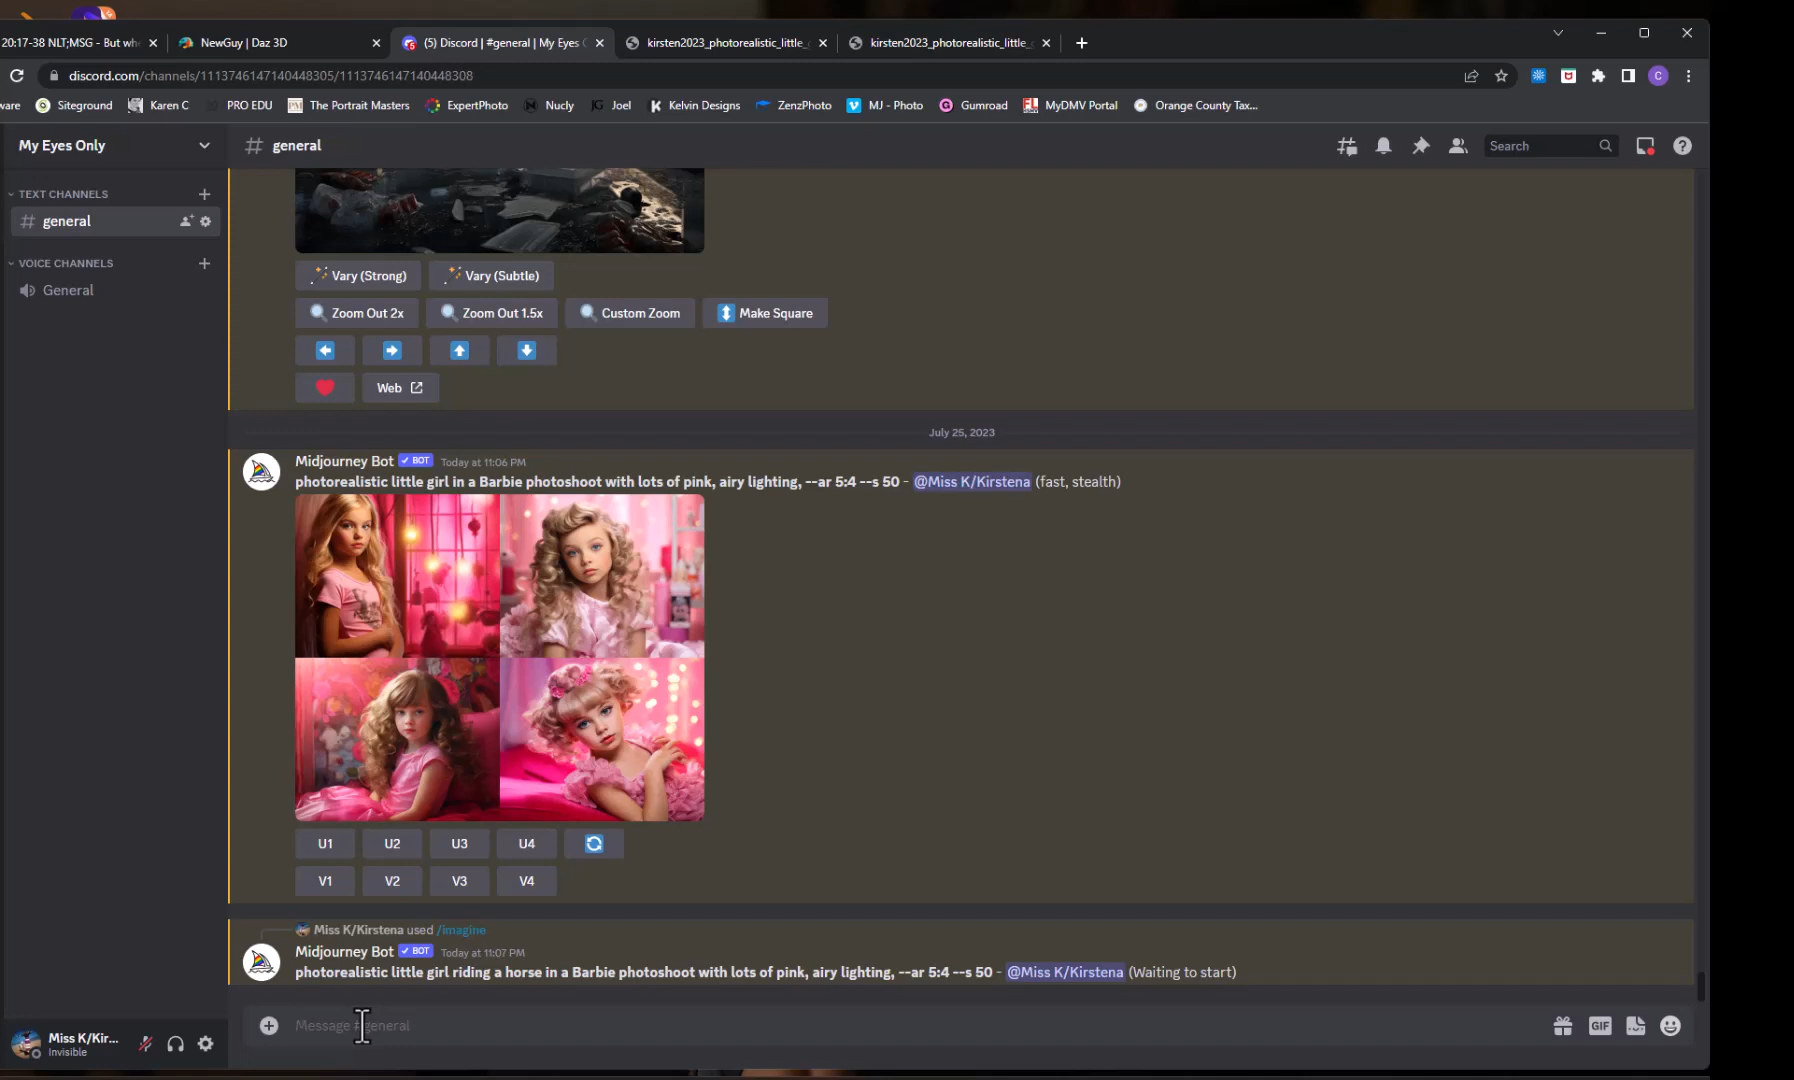 20:17-38 NLT;MSG - But whe
NewGuy | Daz 3D
(5) Discord | #general | My Eyes
kirsten2023_photorealistic_little_
kirsten2023_photorealistic_little_
discord.com/channels/1113746147140448305/1113746147140448308
C
ware
Siteground
Karen C
PRO EDU
The Portrait Masters
ExpertPhoto
Nucly
Joel
Kelvin Designs
ZenzPhoto
MJ - Photo
Gumroad
MyDMV Portal
Orange County Tax...
My Eyes Only
general
Search
TEXT CHANNELS
general
VOICE CHANNELS
General
Vary (Strong)
Vary (Subtle)
Zoom Out 2x
Zoom Out 1.5x
Custom Zoom
Make Square
Web
July 25, 2023
Midjourney Bot ✓ BOT Today at 11:06 PM
photorealistic little girl in a Barbie photoshoot with lots of pink, airy lighting, --ar 5:4 --s 50 - @Miss K/Kirstena (fast, stealth)
U1 U2 U3 U4
V1 V2 V3 V4
Miss K/Kirstena used /imagine
Midjourney Bot ✓ BOT Today at 11:07 PM
photorealistic little girl riding a horse in a Barbie photoshoot with lots of pink, airy lighting, --ar 5:4 --s 50 - @Miss K/Kirstena (Waiting to start)
Message #general
GIF
Miss K/Kir...
Invisible